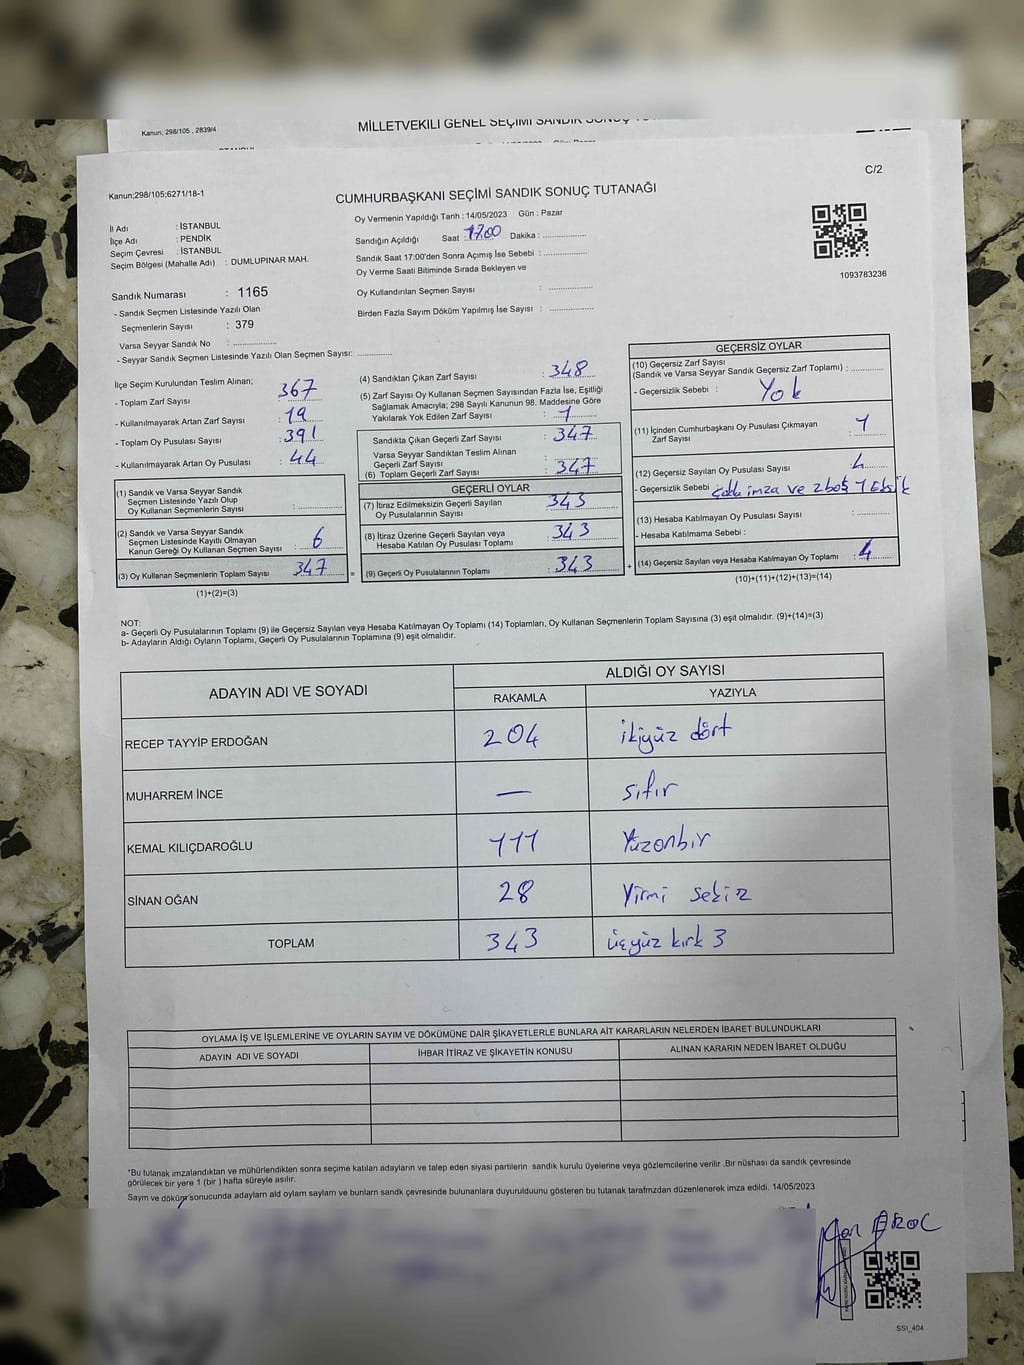 Kanun; 298/105 , 2839/4
MİLLETVEKİLİ GENEL SEÇİMİ SANDIK SONUÇ
C/2
Kanun:298/105;6271/18-1
CUMHURBAŞKANI SEÇİMİ SANDIK SONUÇ TUTANAĞI
İl Adı : İSTANBUL
İlçe Adı : PENDİK
Seçim Çevresi : İSTANBUL
Seçim Bölgesi (Mahalle Adı) : DUMLUPINAR MAH.
Oy Vermenin Yapıldığı Tarih : 14/05/2023 Gün : Pazar
Sandığın Açıldığı Saat 17.00 Dakika : ................
Sandık Saat 17:00'den Sonra Açımış İse Sebebi : ................
Oy Verme Saati Bitiminde Sırada Bekleyen ve
Oy Kullandırılan Seçmen Sayısı : ................
Birden Fazla Sayım Döküm Yapılmış İse Sayısı : ................
1093783236
Sandık Numarası : 1165
- Sandık Seçmen Listesinde Yazılı Olan
Seçmenlerin Sayısı : 379
Varsa Seyyar Sandık No : ................
- Seyyar Sandık Seçmen Listesinde Yazılı Olan Seçmen Sayısı: ............
İlçe Seçim Kurulundan Teslim Alınan;
- Toplam Zarf Sayısı : 367
- Kullanılmayarak Artan Zarf Sayısı : 19
- Toplam Oy Pusulası Sayısı : 391
- Kullanılmayarak Artan Oy Pusulası : 44
(1) Sandık ve Varsa Seyyar Sandık
Seçmen Listesinde Yazılı Olup
Oy Kullanan Seçmenlerin Sayısı : ............
(2) Sandık ve Varsa Seyyar Sandık
Seçmen Listesinde Kayıtlı Olmayan
Kanun Gereği Oy Kullanan Seçmen Sayısı : 6
(3) Oy Kullanan Seçmenlerin Toplam Sayısı : 347
(1)+(2)=(3)
(4) Sandıktan Çıkan Zarf Sayısı : 348
(5) Zarf Sayısı Oy Kullanan Seçmen Sayısından Fazla İse, Eşitliği
Sağlamak Amacıyla; 298 Sayılı Kanunun 98. Maddesine Göre
Yakılarak Yok Edilen Zarf Sayısı : 1
Sandıkta Çıkan Geçerli Zarf Sayısı : 347
Varsa Seyyar Sandıktan Teslim Alınan
Geçerli Zarf Sayısı
(6) Toplam Geçerli Zarf Sayısı : 347
GEÇERLİ OYLAR
(7) İtiraz Edilmeksizin Geçerli Sayılan
Oy Pusulalarının Sayısı : 343
(8) İtiraz Üzerine Geçerli Sayılan veya
Hesaba Katılan Oy Pusulası Toplamı : 343
= (9) Geçerli Oy Pusulalarının Toplamı : 343
GEÇERSİZ OYLAR
(10) Geçersiz Zarf Sayısı
(Sandık ve Varsa Seyyar Sandık Geçersiz Zarf Toplamı) : ............
- Geçersizlik Sebebi : Yok
(11) İçinden Cumhurbaşkanı Oy Pusulası Çıkmayan
Zarf Sayısı : 1
(12) Geçersiz Sayılan Oy Pusulası Sayısı : 4
- Geçersizlik Sebebi imza ve 2 boş 1 Eksik
(13) Hesaba Katılmayan Oy Pusulası Sayısı : ............
- Hesaba Katılmama Sebebi :
+ (14) Geçersiz Sayılan veya Hesaba Katılmayan Oy Toplamı : 4
(10)+(11)+(12)+(13)=(14)
NOT:
a- Geçerli Oy Pusulalarının Toplamı (9) ile Geçersiz Sayılan veya Hesaba Katılmayan Oy Toplamı (14) Toplamları, Oy Kullanan Seçmenlerin Toplam Sayısına (3) eşit olmalıdır. (9)+(14)=(3)
b- Adayların Aldığı Oyların Toplamı, Geçerli Oy Pusulalarının Toplamına (9) eşit olmalıdır.
ADAYIN ADI VE SOYADI
ALDIĞI OY SAYISI
RAKAMLA YAZIYLA
RECEP TAYYİP ERDOĞAN 204 ikiyüz dört
MUHARREM İNCE — sıfır
KEMAL KILIÇDAROĞLU 111 Yüzonbir
SİNAN OĞAN 28 Yirmi sekiz
TOPLAM 343 üçyüz kırk 3
OYLAMA İŞ VE İŞLEMLERİNE VE OYLARIN SAYIM VE DÖKÜMÜNE DAİR ŞİKAYETLERLE BUNLARA AİT KARARLARIN NELERDEN İBARET BULUNDUKLARI
ADAYIN ADI VE SOYADI İHBAR İTİRAZ VE ŞİKAYETİN KONUSU ALINAN KARARIN NEDEN İBARET OLDUĞU
*Bu tutanak imzalandıktan ve mühürlendikten sonra seçime katılan adayların ve talep eden siyasi partilerin sandık kurulu üyelerine veya gözlemcilerine verilir .Bir nüshası da sandık çevresinde
görülecek bir yere 1 (bir ) hafta süreyle asılır.
Sayım ve döküm sonucunda adayların ald oyların sayların ve bunların sandk çevresinde bulunanlara duyurulduunu gösteren bu tutanak tarafmzdan düzenlenerek imza edildi. 14/05/2023
SSI_404